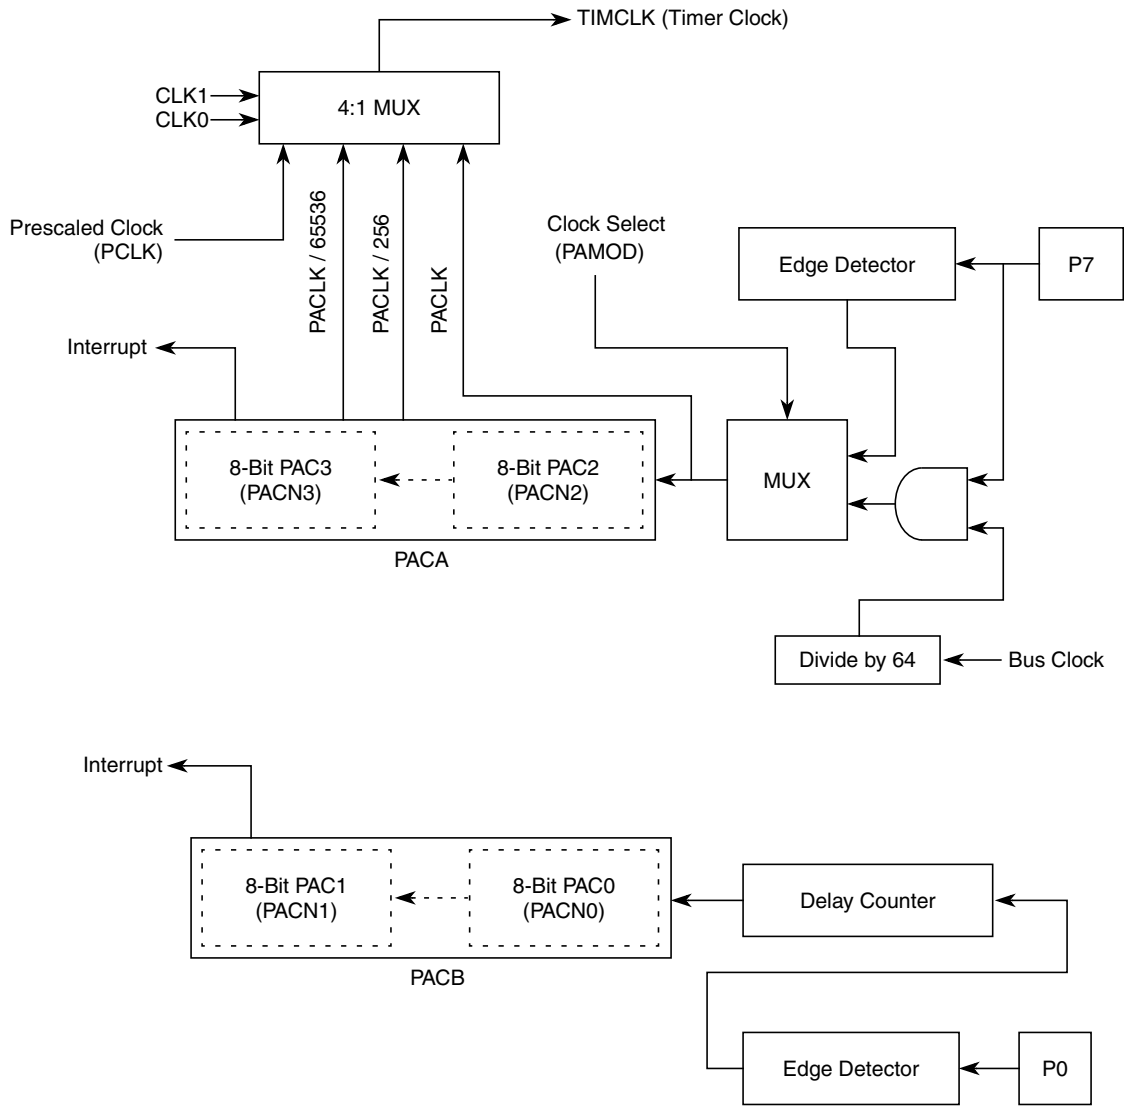 TIMCLK (Timer Clock)
CLK1
CLK0
4:1 MUX
Prescaled Clock
(PCLK)
PACLK / 65536
PACLK / 256
PACLK
Clock Select
(PAMOD)
Edge Detector
P7
Interrupt
8-Bit PAC3
(PACN3)
8-Bit PAC2
(PACN2)
MUX
PACA
Divide by 64
Bus Clock
Interrupt
8-Bit PAC1
(PACN1)
8-Bit PAC0
(PACN0)
Delay Counter
PACB
Edge Detector
P0